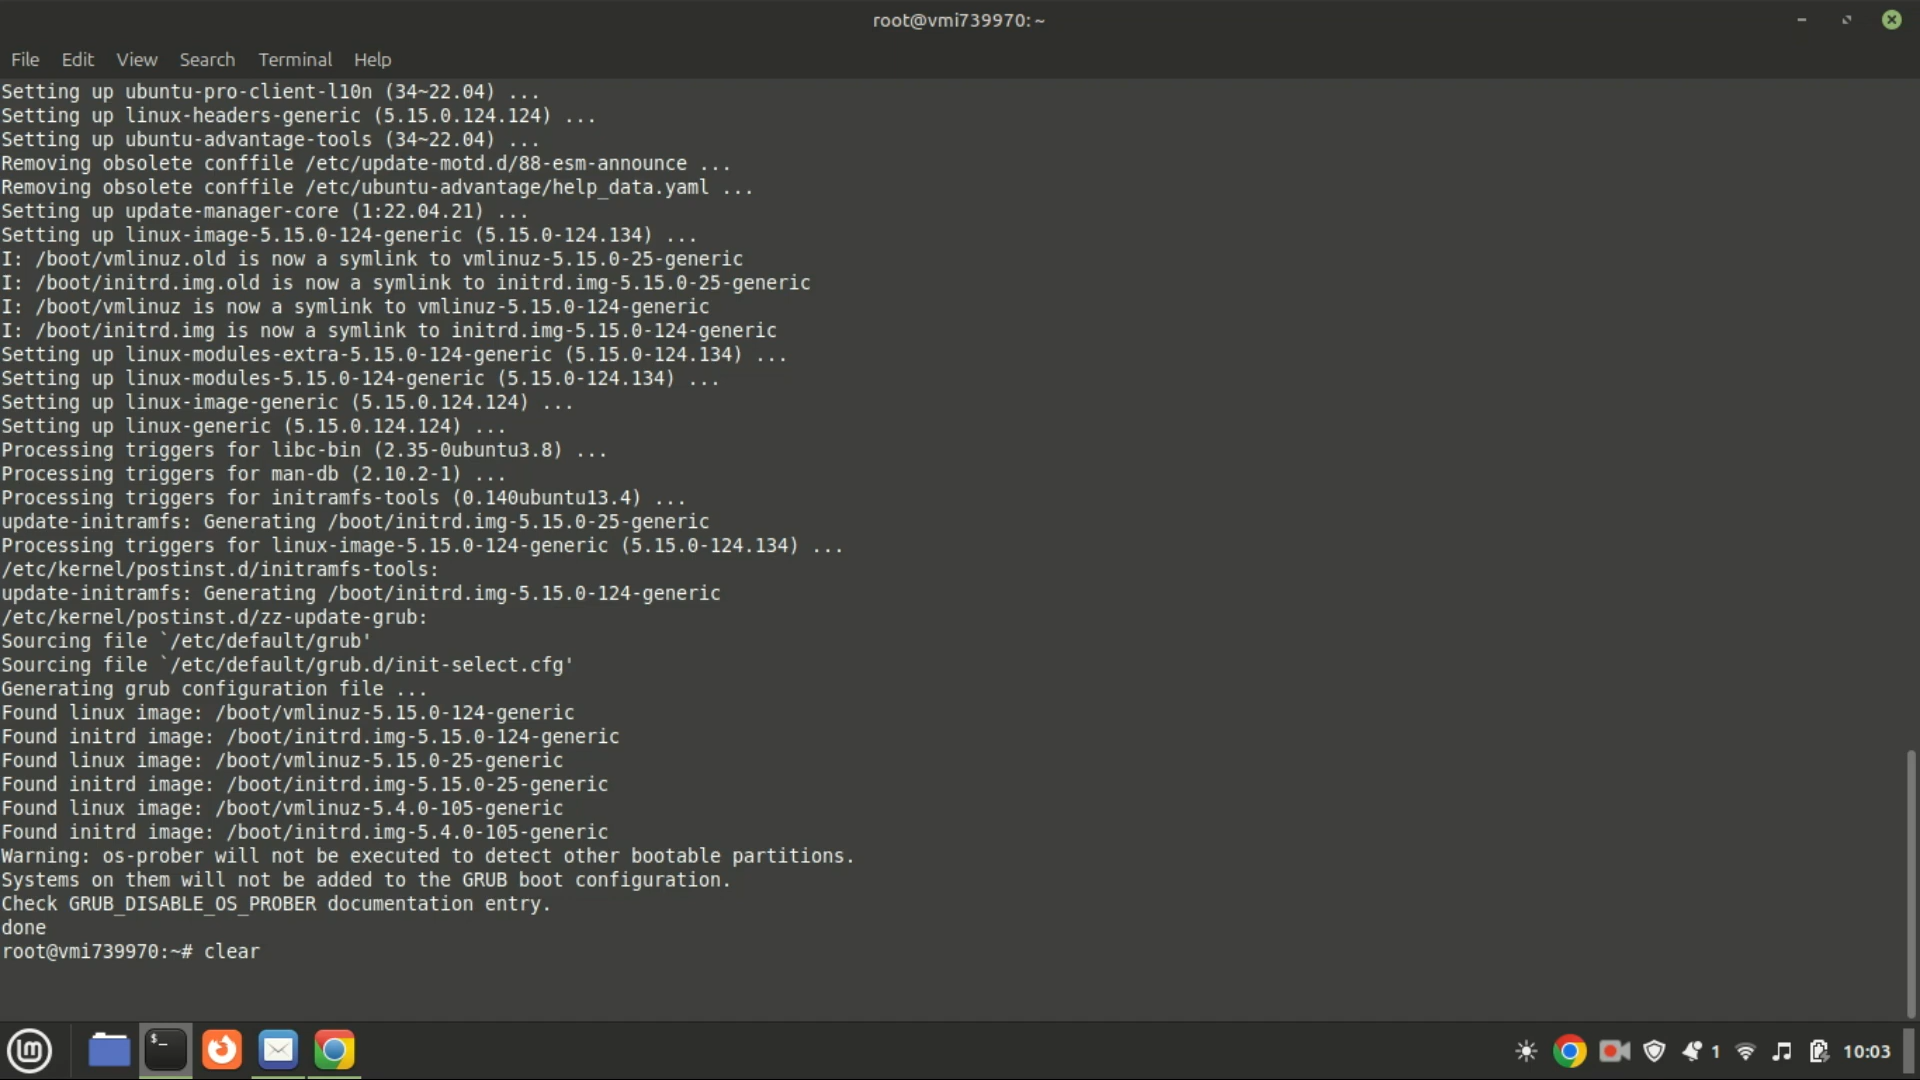 root@vmi739970: ~
File Edit View Search Terminal Help
Setting up ubuntu-pro-client-l10n (34~22.04) ...
Setting up linux-headers-generic (5.15.0.124.124) ...
Setting up ubuntu-advantage-tools (34~22.04) ...
Removing obsolete conffile /etc/update-motd.d/88-esm-announce ...
Removing obsolete conffile /etc/ubuntu-advantage/help_data.yaml ...
Setting up update-manager-core (1:22.04.21) ...
Setting up linux-image-5.15.0-124-generic (5.15.0-124.134) ...
I: /boot/vmlinuz.old is now a symlink to vmlinuz-5.15.0-25-generic
I: /boot/initrd.img.old is now a symlink to initrd.img-5.15.0-25-generic
I: /boot/vmlinuz is now a symlink to vmlinuz-5.15.0-124-generic
I: /boot/initrd.img is now a symlink to initrd.img-5.15.0-124-generic
Setting up linux-modules-extra-5.15.0-124-generic (5.15.0-124.134) ...
Setting up linux-modules-5.15.0-124-generic (5.15.0-124.134) ...
Setting up linux-image-generic (5.15.0.124.124) ...
Setting up linux-generic (5.15.0.124.124) ...
Processing triggers for libc-bin (2.35-0ubuntu3.8) ...
Processing triggers for man-db (2.10.2-1) ...
Processing triggers for initramfs-tools (0.140ubuntu13.4) ...
update-initramfs: Generating /boot/initrd.img-5.15.0-25-generic
Processing triggers for linux-image-5.15.0-124-generic (5.15.0-124.134) ...
/etc/kernel/postinst.d/initramfs-tools:
update-initramfs: Generating /boot/initrd.img-5.15.0-124-generic
/etc/kernel/postinst.d/zz-update-grub:
Sourcing file `/etc/default/grub'
Sourcing file `/etc/default/grub.d/init-select.cfg'
Generating grub configuration file ...
Found linux image: /boot/vmlinuz-5.15.0-124-generic
Found initrd image: /boot/initrd.img-5.15.0-124-generic
Found linux image: /boot/vmlinuz-5.15.0-25-generic
Found initrd image: /boot/initrd.img-5.15.0-25-generic
Found linux image: /boot/vmlinuz-5.4.0-105-generic
Found initrd image: /boot/initrd.img-5.4.0-105-generic
Warning: os-prober will not be executed to detect other bootable partitions.
Systems on them will not be added to the GRUB boot configuration.
Check GRUB_DISABLE_OS_PROBER documentation entry.
done
root@vmi739970:~# clear
$_
1 10:03